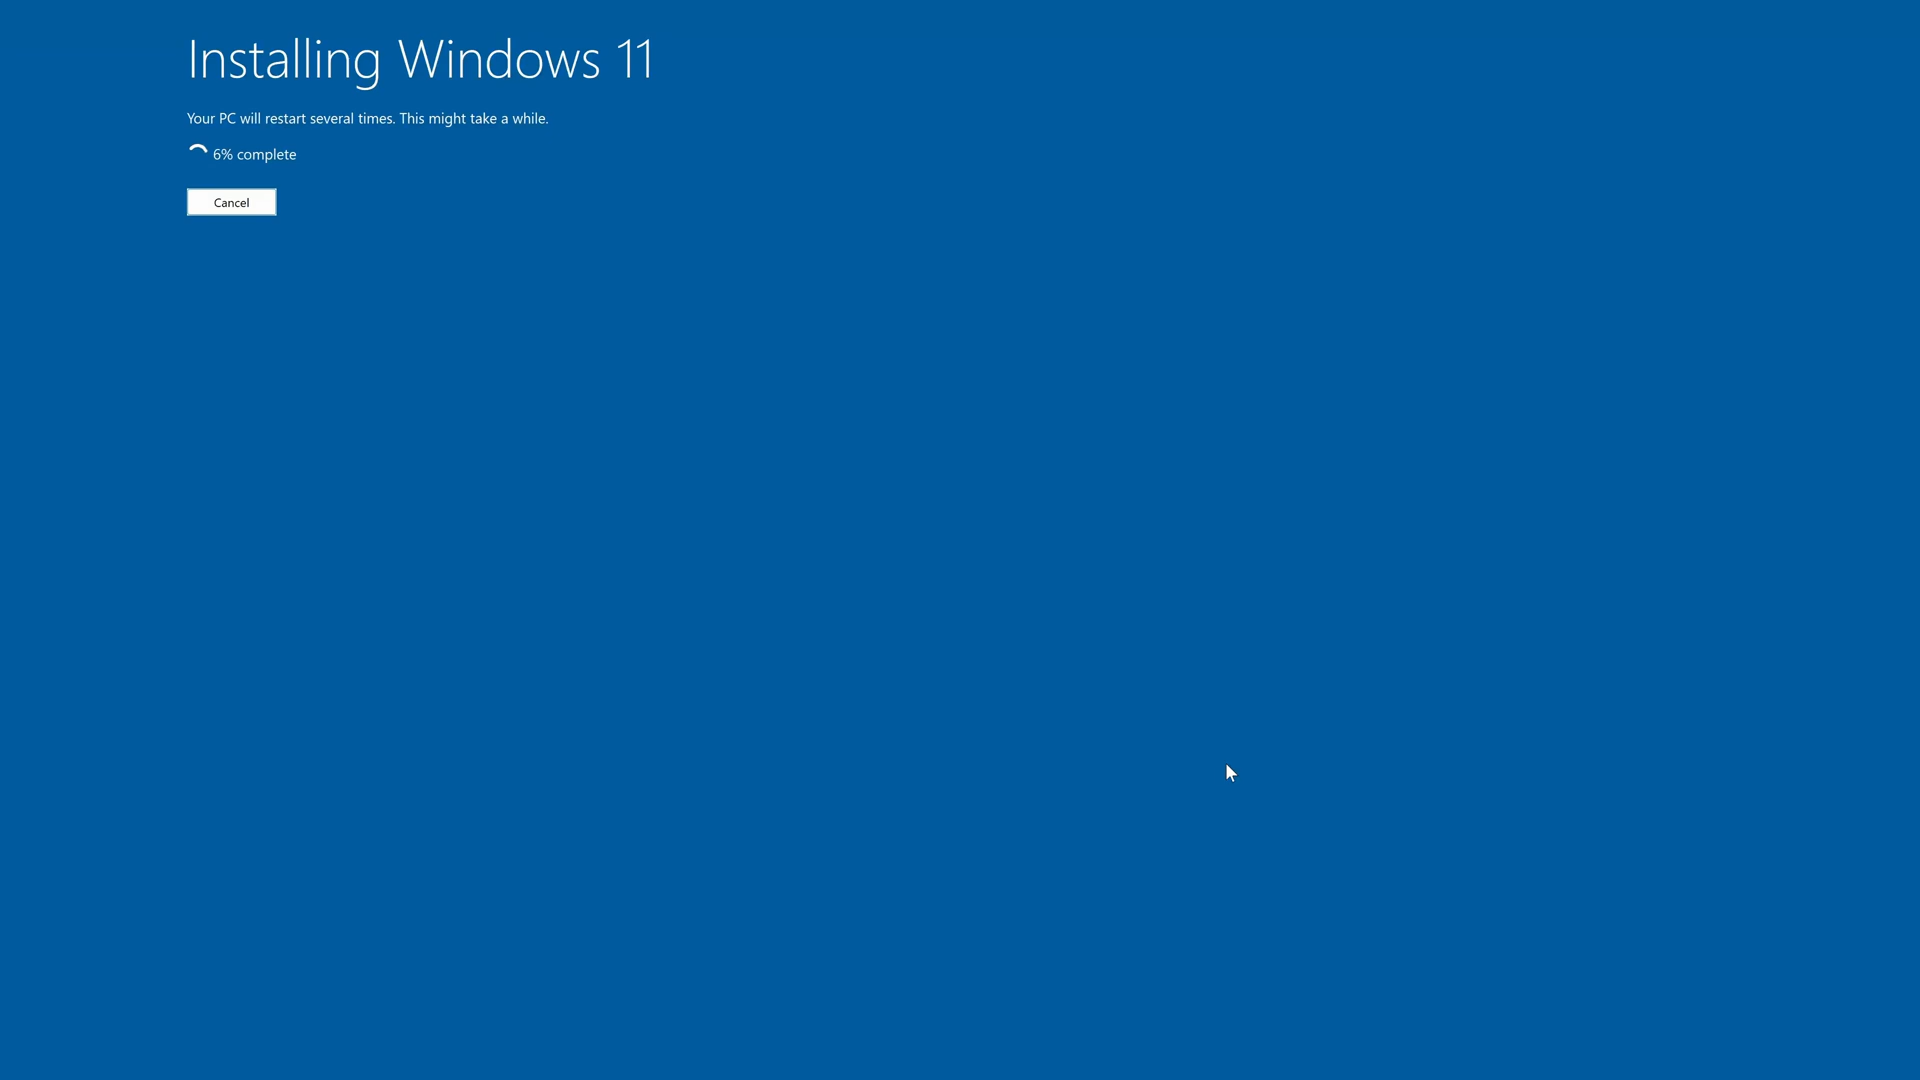 Installing Windows 11
Your PC will restart several times. This might take a while.
6% complete
Cancel